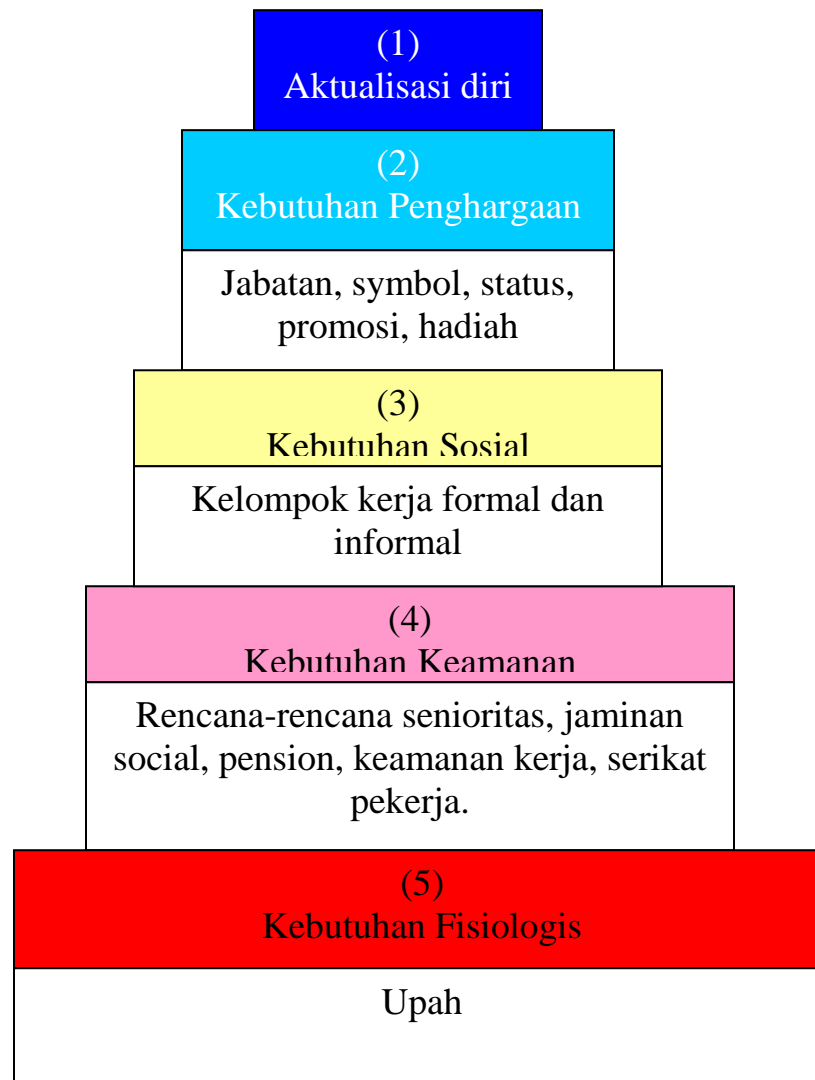 (1)
Aktualisasi diri
(2)
Kebutuhan Penghargaan
Jabatan, symbol, status,
promosi, hadiah
(3)
Kebutuhan Sosial
Kelompok kerja formal dan
informal
(4)
Kebutuhan Keamanan
Rencana-rencana senioritas, jaminan
social, pension, keamanan kerja, serikat
pekerja.
(5)
Kebutuhan Fisiologis
Upah